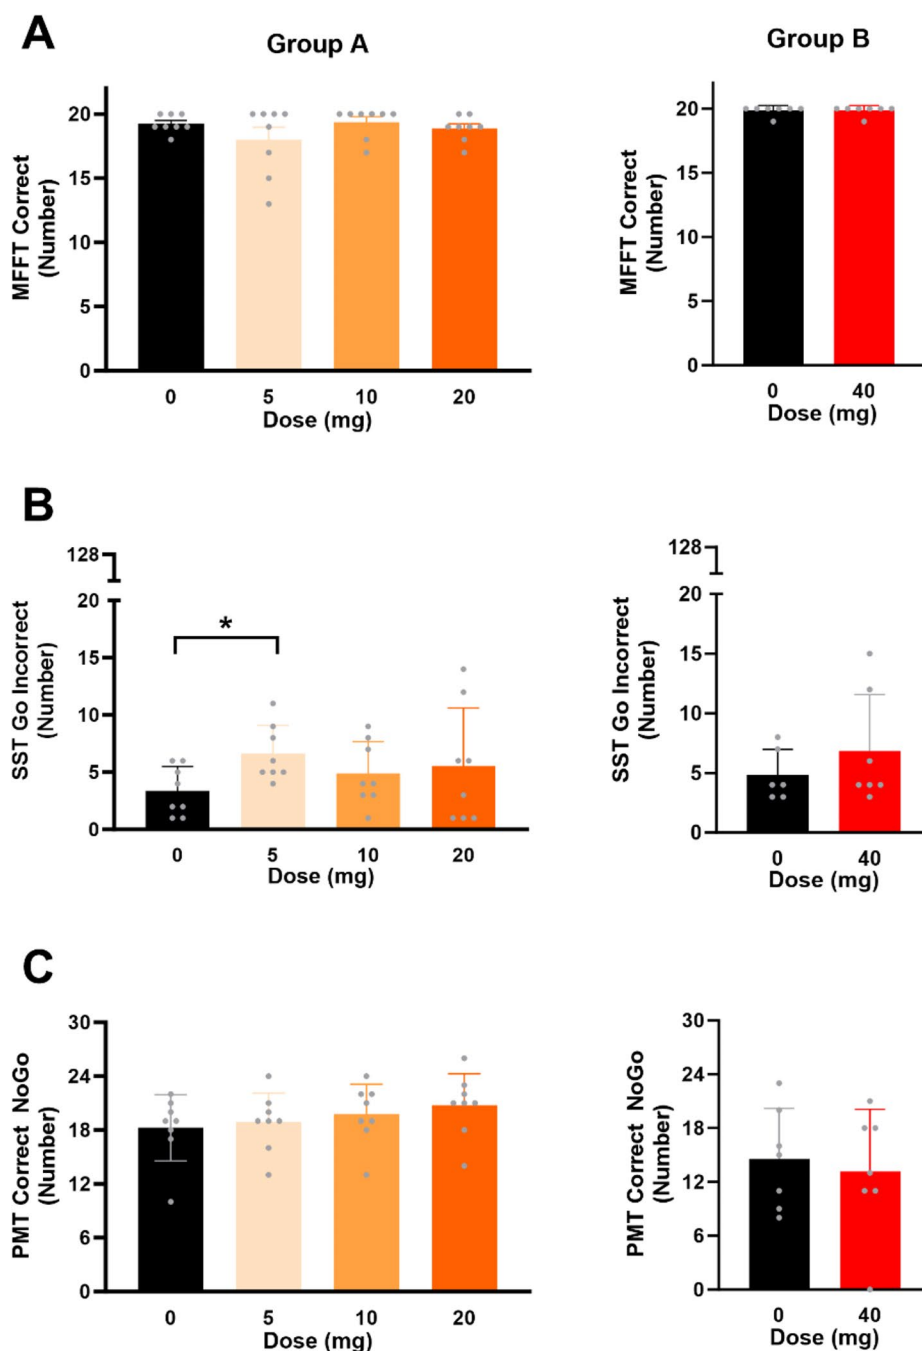 A
Group A
Group B
MFFT Correct
(Number)
20
15
10
5
0
0 5 10 20
Dose (mg)
MFFT Correct
(Number)
20
15
10
5
0
0 40
Dose (mg)
B
SST Go Incorrect
(Number)
128
20
15
10
5
0
*
0 5 10 20
Dose (mg)
SST Go Incorrect
(Number)
128
20
15
10
5
0
0 40
Dose (mg)
C
PMT Correct NoGo
(Number)
30
24
18
12
6
0
0 5 10 20
Dose (mg)
PMT Correct NoGo
(Number)
30
24
18
12
6
0
0 40
Dose (mg)